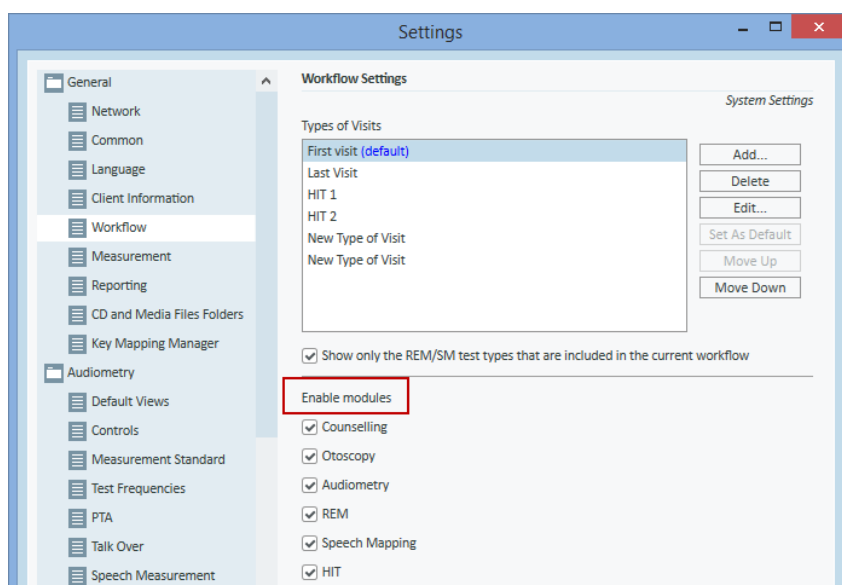 Settings
General
Network
Common
Language
Client Information
Workflow
Measurement
Reporting
CD and Media Files Folders
Key Mapping Manager
Audiometry
Default Views
Controls
Measurement Standard
Test Frequencies
PTA
Talk Over
Speech Measurement
Workflow Settings
System Settings
Types of Visits
First visit (default)
Last Visit
HIT 1
HIT 2
New Type of Visit
New Type of Visit
Add...
Delete
Edit...
Set As Default
Move Up
Move Down
Show only the REM/SM test types that are included in the current workflow
Enable modules
Counselling
Otoscopy
Audiometry
REM
Speech Mapping
HIT